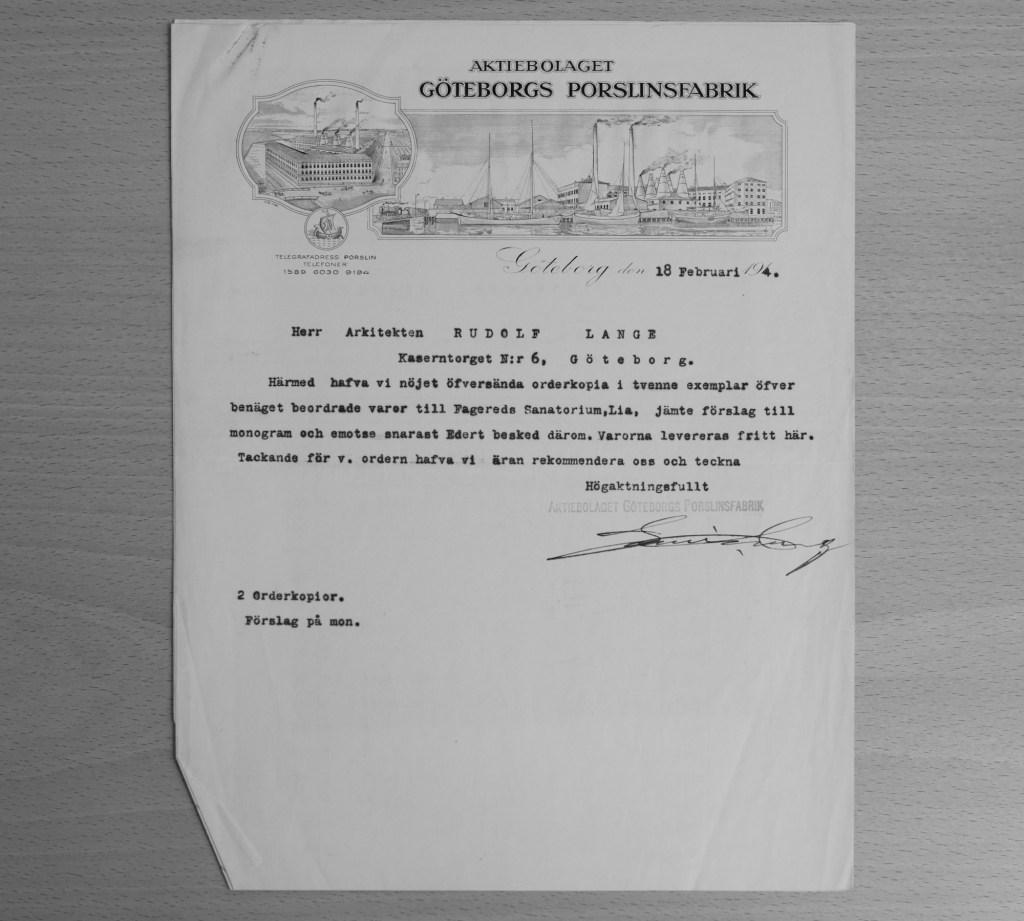 AKTIEBOLAGET
GÖTEBORGS PORSLINSFABRIK
TELEGRAFADRESS PORSLIN
TELEFONER
1589 6030 9194
Göteborg den 18 Februari 191 4.
Herr Arkitekten RUDOLF LANGE
Kaserntorget N:r 6, Göteborg.
Härmed hafva vi nöjet öfversända orderkopia i tvenne exemplar öfver
benäget beordrade varor till Fagereds Sanatorium,Lia, jämte förslag till
monogram och emotse snarast Edert besked därom. Varorna levereras fritt här.
Tackande för v. ordern hafva vi äran rekommendera oss och teckna
Högaktningsfullt
AKTIEBOLAGET GÖTEBORGS PORSLINSFABRIK
2 Orderkopior.
Förslag på mon.